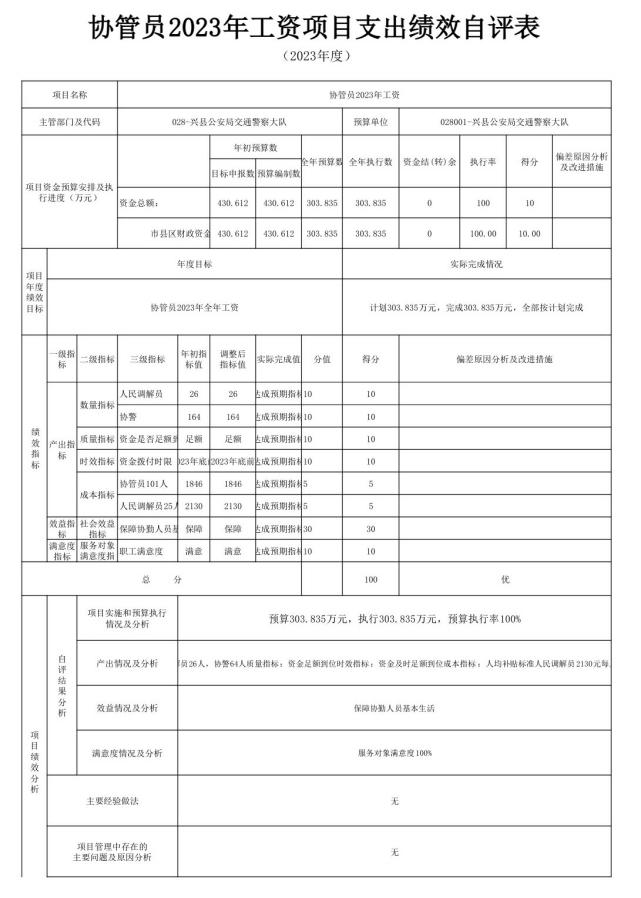 协管员2023年工资项目支出绩效自评表
（2023年度）
项目名称 协管员2023年工资
主管部门及代码 028-兴县公安局交通警察大队 预算单位 028001-兴县公安局交通警察大队
项目资金预算安排及执行进度（万元） 年初预算数 全年预算数 全年执行数 资金结(转)余 执行率 得分 偏差原因分析及改进措施
目标申报数 预算编制数
资金总额： 430.612 430.612 303.835 303.835 0 100 10
市县区财政资金 430.612 430.612 303.835 303.835 0 100.00 10.00
项目年度绩效目标 年度目标 实际完成情况
协管员2023年全年工资 计划303.835万元，完成303.835万元，全部按计划完成
绩效指标 一级指标 二级指标 三级指标 年初指标值 调整后指标值 实际完成值 分值 得分 偏差原因分析及改进措施
产出指标 数量指标 人民调解员 26 26 达成预期指标 10 10
协警 164 164 达成预期指标 10 10
质量指标 资金是否足额到 足额 足额 达成预期指标 10 10
时效指标 资金拨付时限 023年底 2023年底前 达成预期指标 10 10
成本指标 协管员101人 1846 1846 达成预期指标 5 5
人民调解员25人 2130 2130 达成预期指标 5 5
效益指标 社会效益指标 保障协勤人员基 保障 保障 达成预期指标 30 30
满意度指标 服务对象满意度指 职工满意度 满意 满意 达成预期指标 10 10
总 分 100 优
项目绩效分析 自评结果分析 项目实施和预算执行情况及分析 预算303.835万元，执行303.835万元，预算执行率100%
产出情况及分析 员26人，协警64人质量指标：资金足额到位时效指标：资金及时足额到位成本指标：人均补贴标准人民调解员2130元每
效益情况及分析 保障协勤人员基本生活
满意度情况及分析 服务对象满意度100%
主要经验做法 无
项目管理中存在的主要问题及原因分析 无